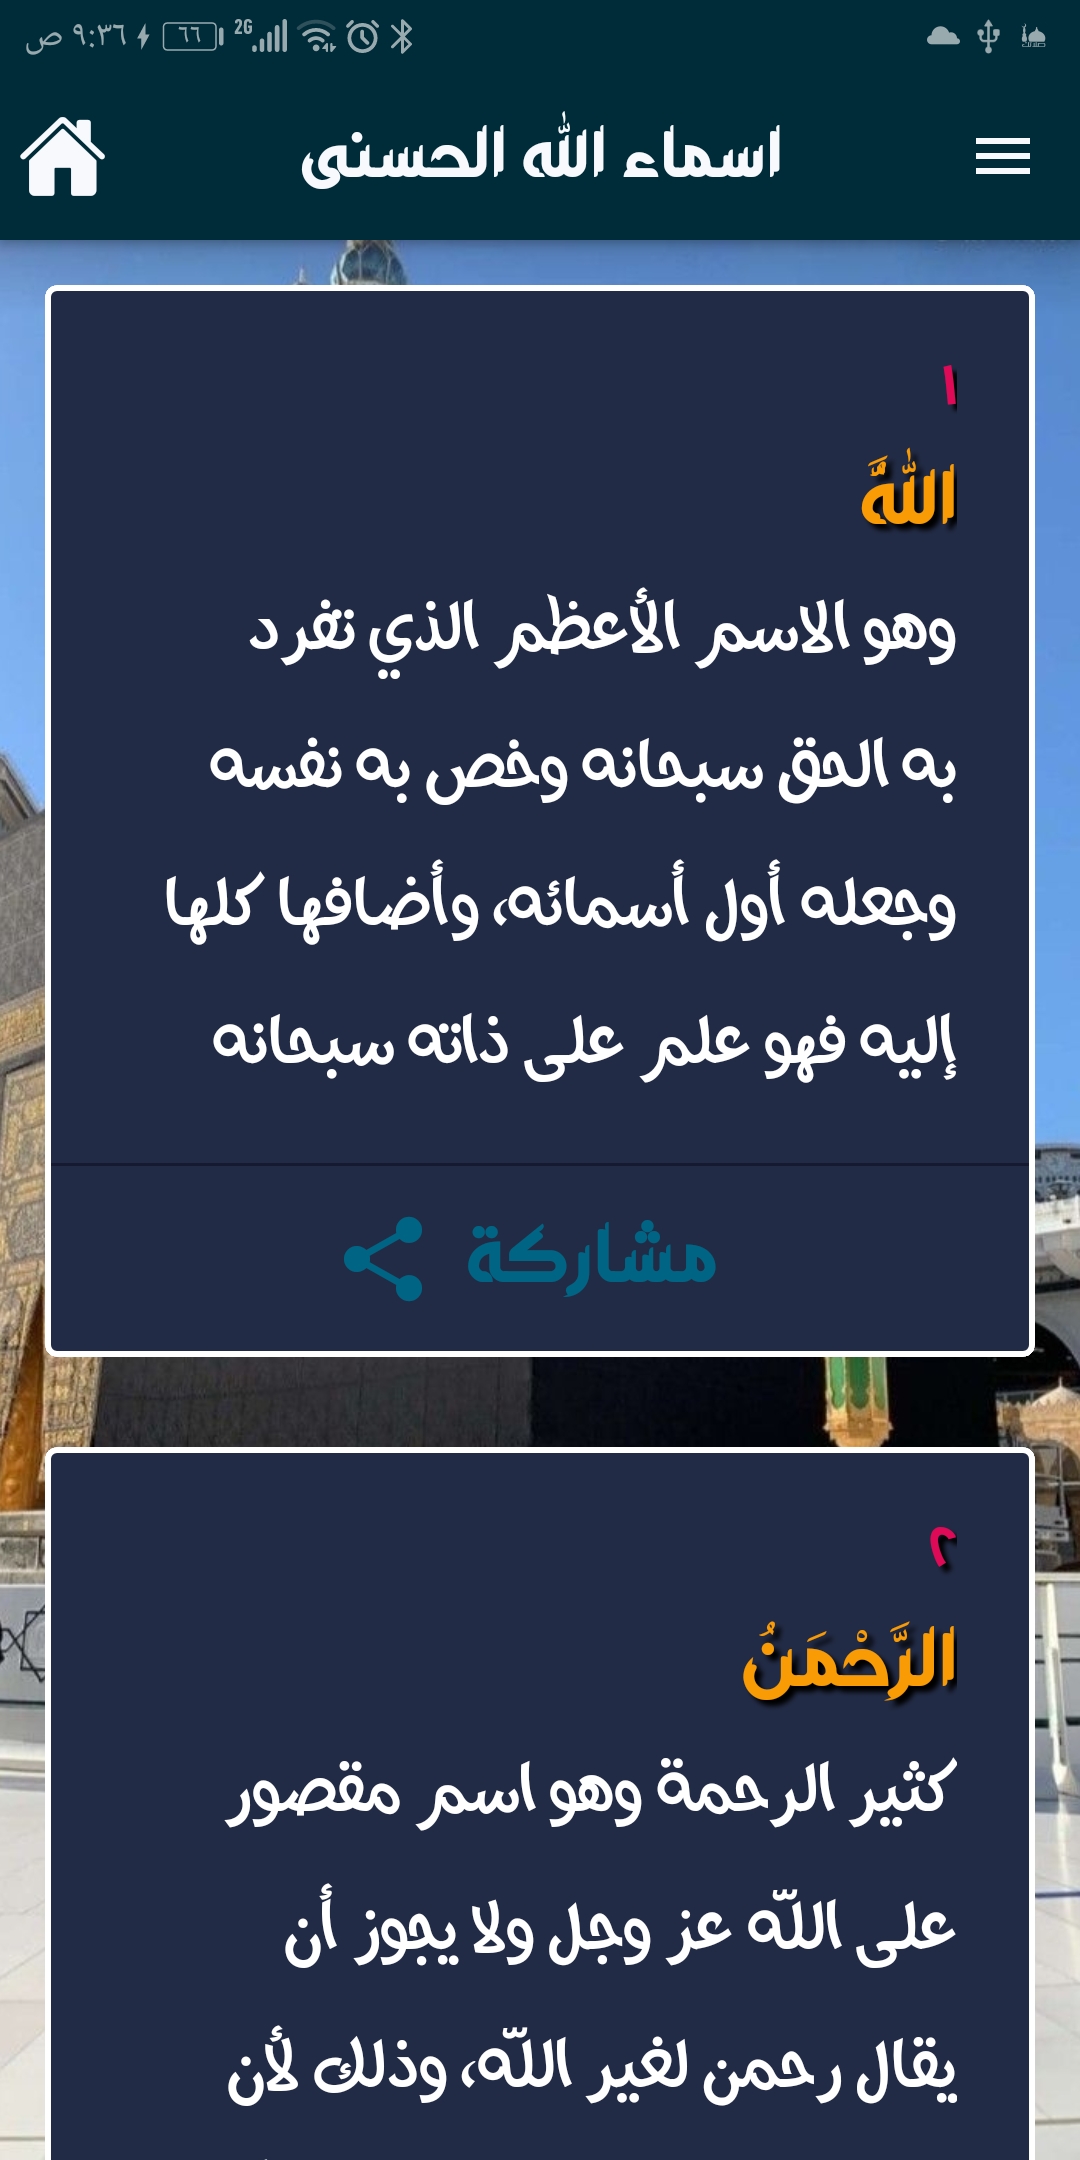 ٩:٣٦ ص
٦٦
2G
اسماء الله الحسنى
١
اللهَُّ
وهو الاسم الأعظم الذي تفرد
به الحق سبحانه وخص به نفسه
وجعله أول أسمائه، وأضافها كلها
إليه فهو علم على ذاته سبحانه
مشاركة
٢
الرَّحْمَنُ
كثير الرحمة وهو اسم مقصور
على اللّه عز وجل ولا يجوز أن
يقال رحمن لغير اللّه، وذلك لأن